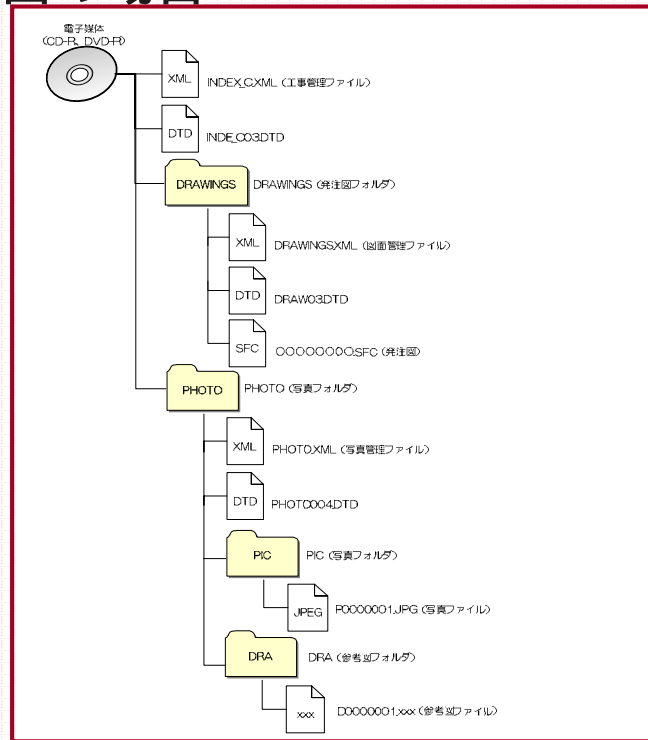 電子媒体
(CD-R、DVD-R)
XML INDEX_C.XML (工事管理ファイル)
DTD INDE_C03.DTD
DRAWINGS DRAWINGS (発注図フォルダ)
XML DRAWINGS.XML (図面管理ファイル)
DTD DRAW03.DTD
SFC OOOOOOOO.SFC (発注図)
PHOTO PHOTO (写真フォルダ)
XML PHOTO.XML (写真管理ファイル)
DTD PHOTO004.DTD
PIC PIC (写真フォルダ)
JPEG P0000001.JPG (写真ファイル)
DRA DRA (参考図フォルダ)
xxx D0000001.xxx (参考図ファイル)